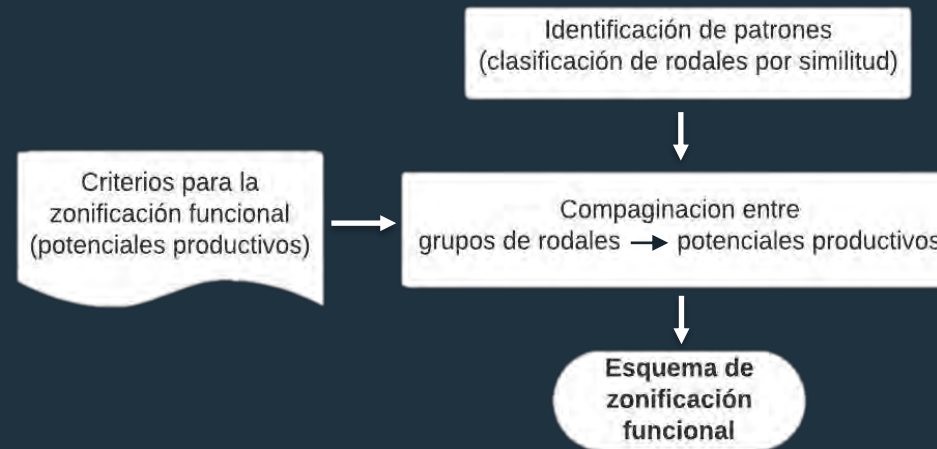 Identificación de patrones
(clasificación de rodales por similitud)
Criterios para la
zonificación funcional
(potenciales productivos)
Compaginacion entre
grupos de rodales → potenciales productivos
Esquema de
zonificación
funcional